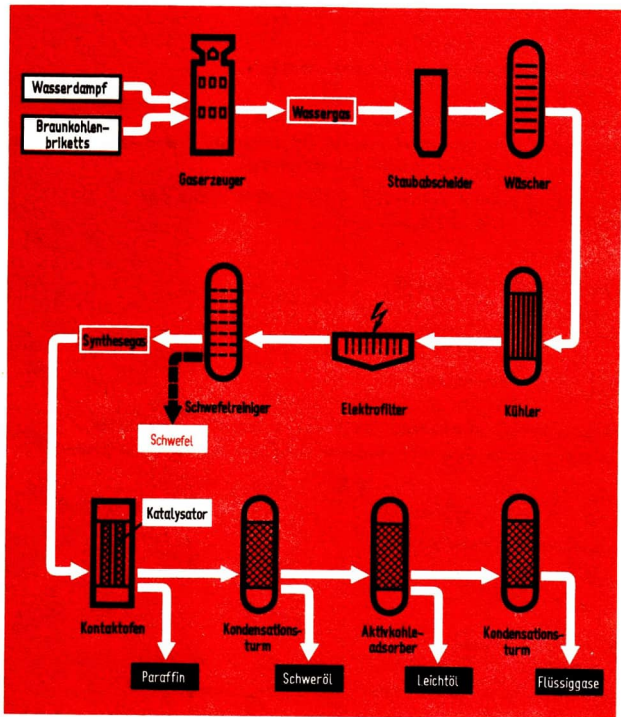 Wasserdampf
Braunkohlen-
briketts
Wassergas
Gaserzeuger
Staubabscheider
Wäscher
Synthesegas
Schwefelreiniger
Elektrofilter
Kühler
Schwefel
Katalysator
Kontaktofen
Kondensations-
turm
Aktivkohle-
adsorber
Kondensations-
turm
Paraffin
Schweröl
Leichtöl
Flüssiggase